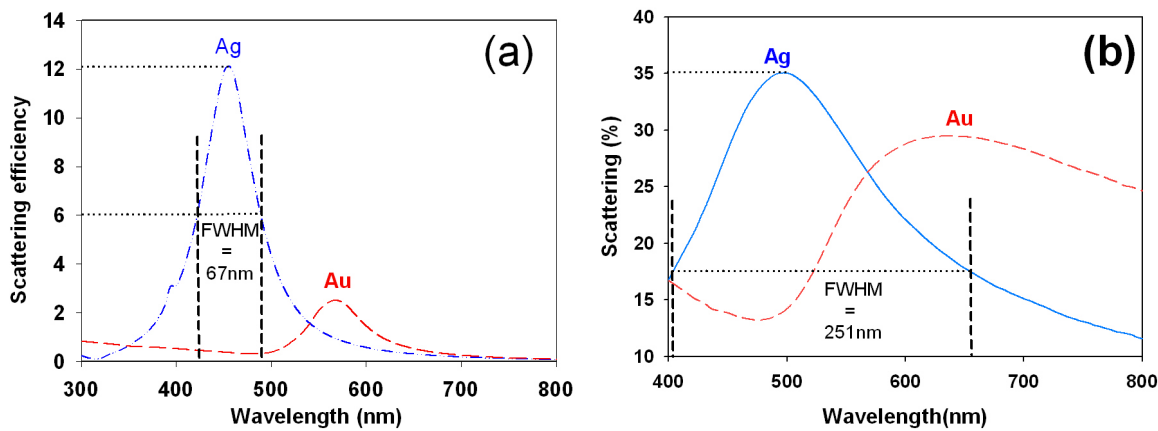 14
12
10
8
6
4
2
0
Scattering efficiency
Ag
(a)
FWHM
=
67nm
Au
300 400 500 600 700 800
Wavelength (nm)
40
35
30
25
20
15
10
Scattering (%)
Ag
(b)
Au
FWHM
=
251nm
400 500 600 700 800
Wavelength(nm)